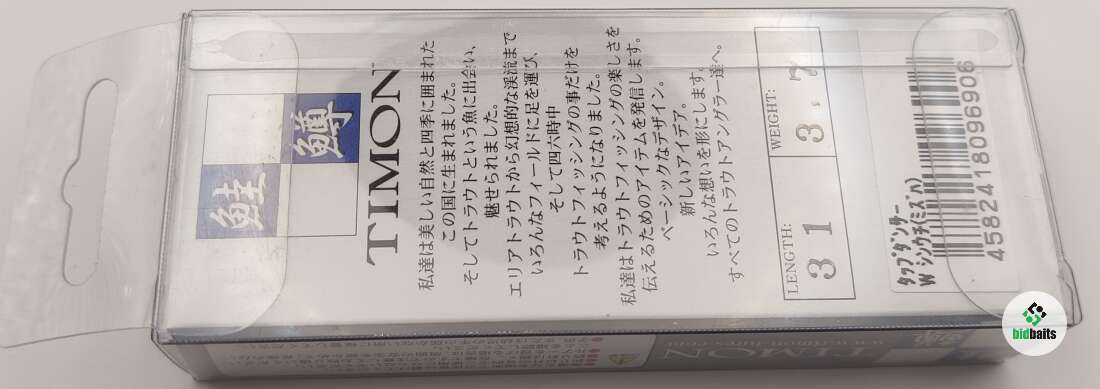 鮭
鱒
TIMON
私達は美しい自然と四季に囲まれた
この国に生まれました。
そしてトラウトという魚に出会い、
魅せられました。
エリアトラウトから幻想的な渓流まで
いろんなフィールドに足を運び、
そして四六時中
トラウトフィッシングの事だけを
考えるようになりました。
私達はトラウトフィッシングの楽しさを
伝えるためのアイテムを発信します。
ベーシックなデザイン。
新しいアイデア。
いろんな想いを形にします。
すべてのトラウトアングラー達へ。
LENGTH:
31
WEIGHT:
3.7
ﾀｯﾌﾟﾀﾞﾝｻｰ
W ｼｼｭｳﾁ(ﾐｽﾞﾊ)
4582418096906
TIMON
bidbaits